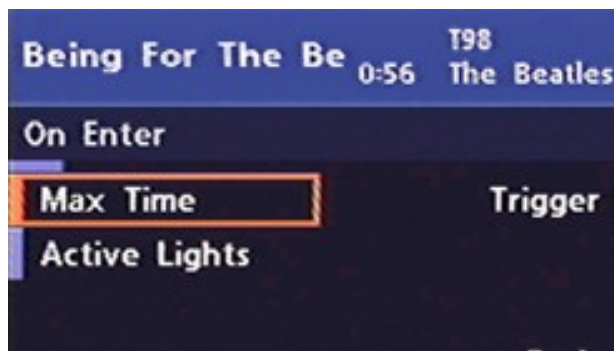 Being For The Be 0:56 T98
The Beatles
On Enter
Max Time Trigger
Active Lights